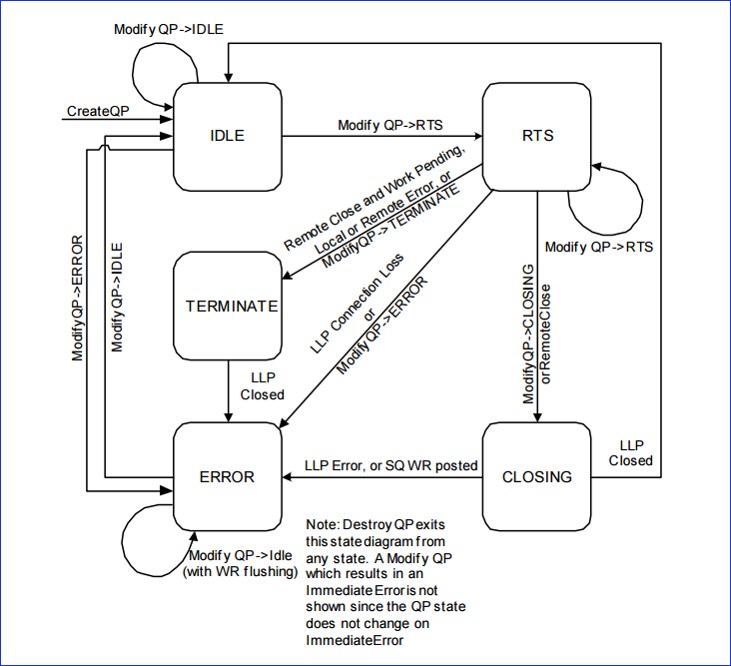 Modify QP->IDLE
CreateQP
IDLE
Modify QP->RTS
RTS
Remote Close and Work Pending,
Local or Remote Error, or
ModifyQP->TERMINATE
Modify QP->RTS
ModifyQP->ERROR
Modify QP->IDLE
TERMINATE
LLP Connection Loss
or
Modify QP->ERROR
ModifyQP->CLOSING
or RemoteClose
LLP
Closed
ERROR
LLP Error, or SQ WR posted
CLOSING
LLP
Closed
Modify QP->Idle
(with WR flushing)
Note: Destroy QP exits
this state diagram from
any state. A Modify QP
which results in an
Immediate Error is not
shown since the QP state
does not change on
ImmediateError